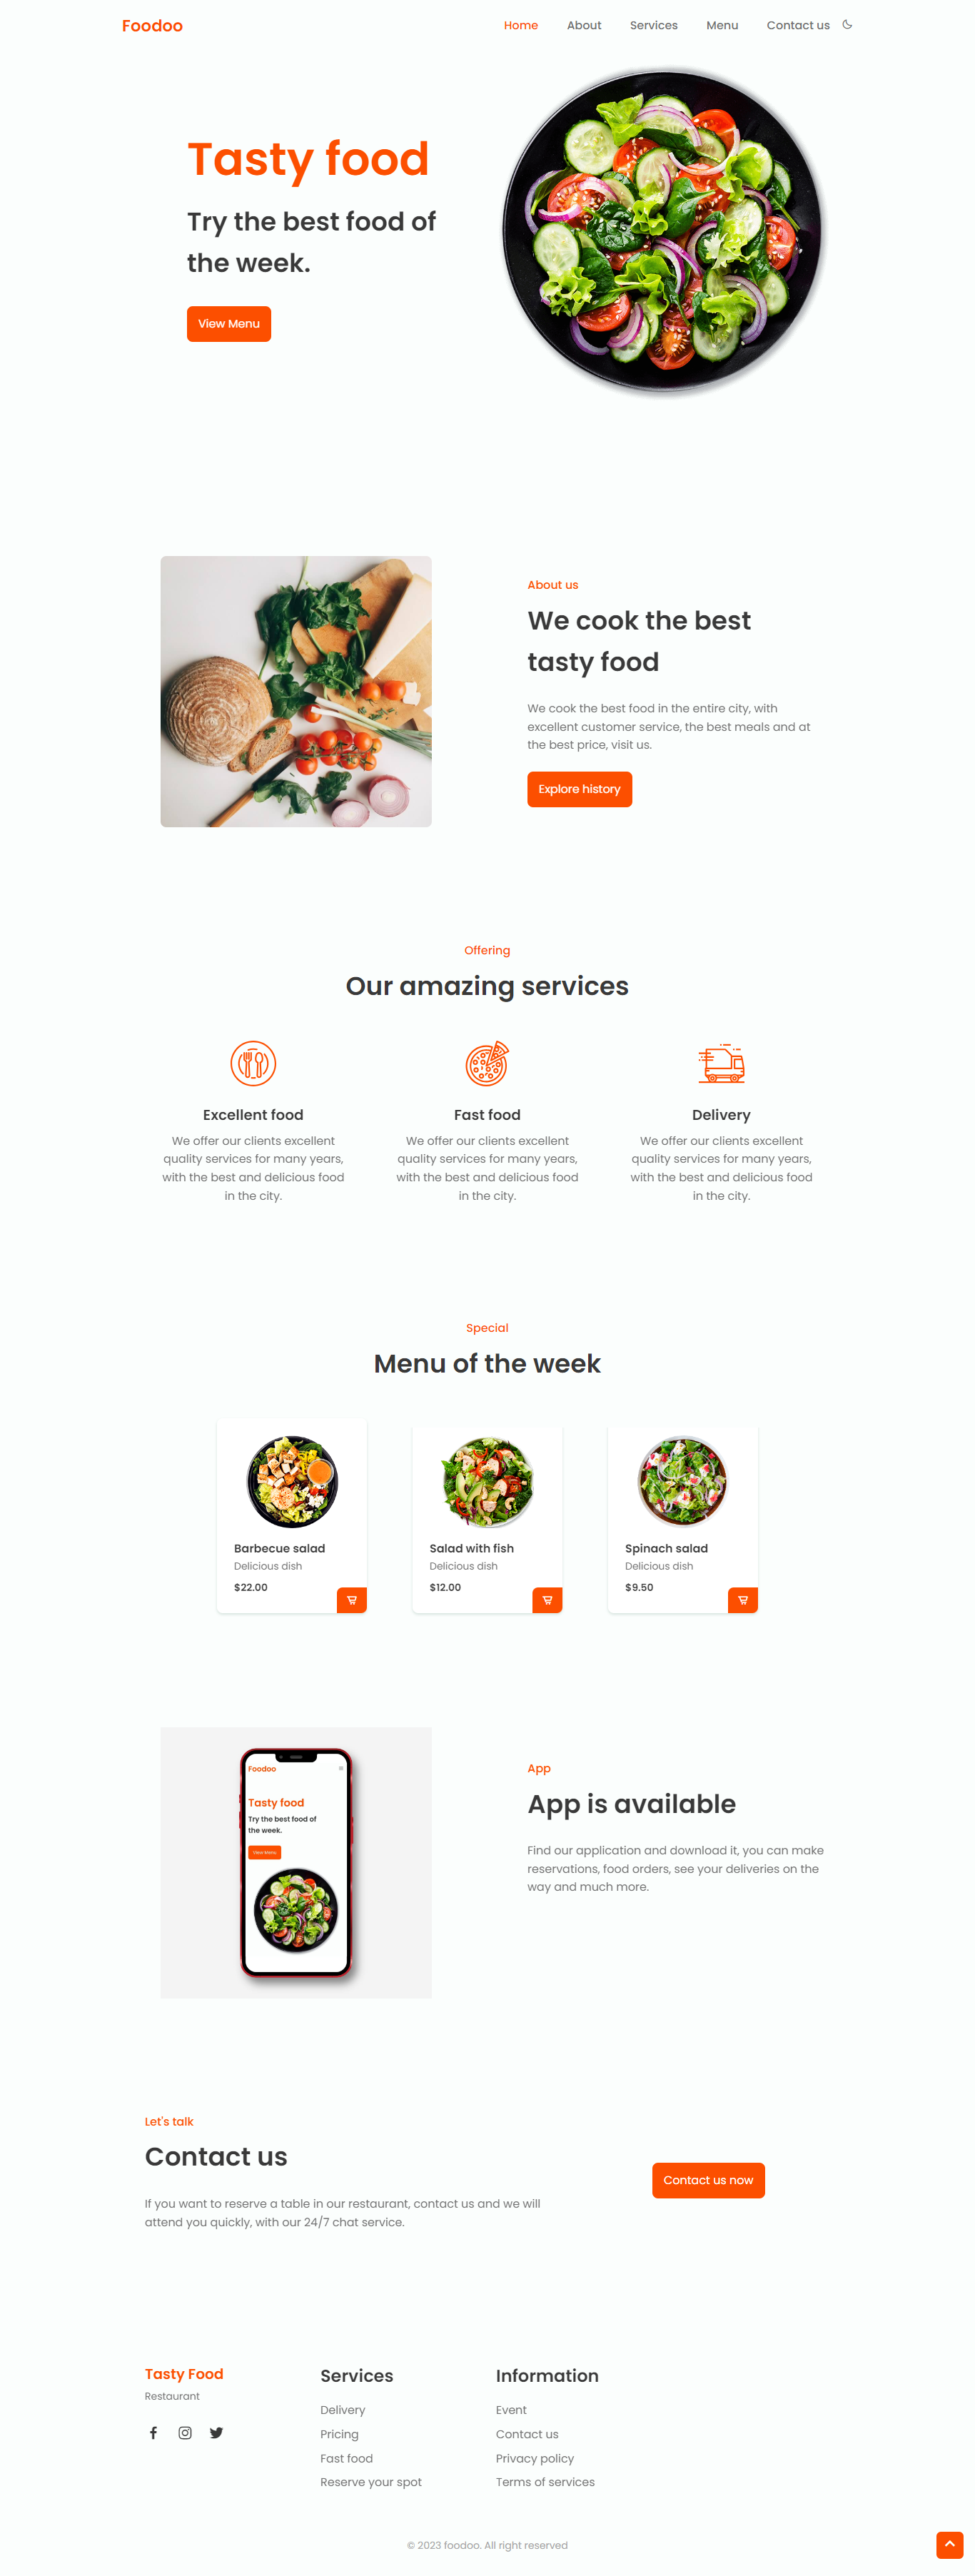 Foodoo
Home About Services Menu Contact us
Tasty food
Try the best food of
the week.
View Menu
About us
We cook the best
tasty food
We cook the best food in the entire city, with
excellent customer service, the best meals and at
the best price, visit us.
Explore history
Offering
Our amazing services
Excellent food
We offer our clients excellent
quality services for many years,
with the best and delicious food
in the city.
Fast food
We offer our clients excellent
quality services for many years,
with the best and delicious food
in the city.
Delivery
We offer our clients excellent
quality services for many years,
with the best and delicious food
in the city.
Special
Menu of the week
Barbecue salad
Delicious dish
$22.00
Salad with fish
Delicious dish
$12.00
Spinach salad
Delicious dish
$9.50
Foodoo
Tasty food
Try the best food of
the week.
View Menu
App
App is available
Find our application and download it, you can make
reservations, food orders, see your deliveries on the
way and much more.
Let's talk
Contact us
If you want to reserve a table in our restaurant, contact us and we will
attend you quickly, with our 24/7 chat service.
Contact us now
Tasty Food
Restaurant
Services
Delivery
Pricing
Fast food
Reserve your spot
Information
Event
Contact us
Privacy policy
Terms of services
© 2023 foodoo. All right reserved